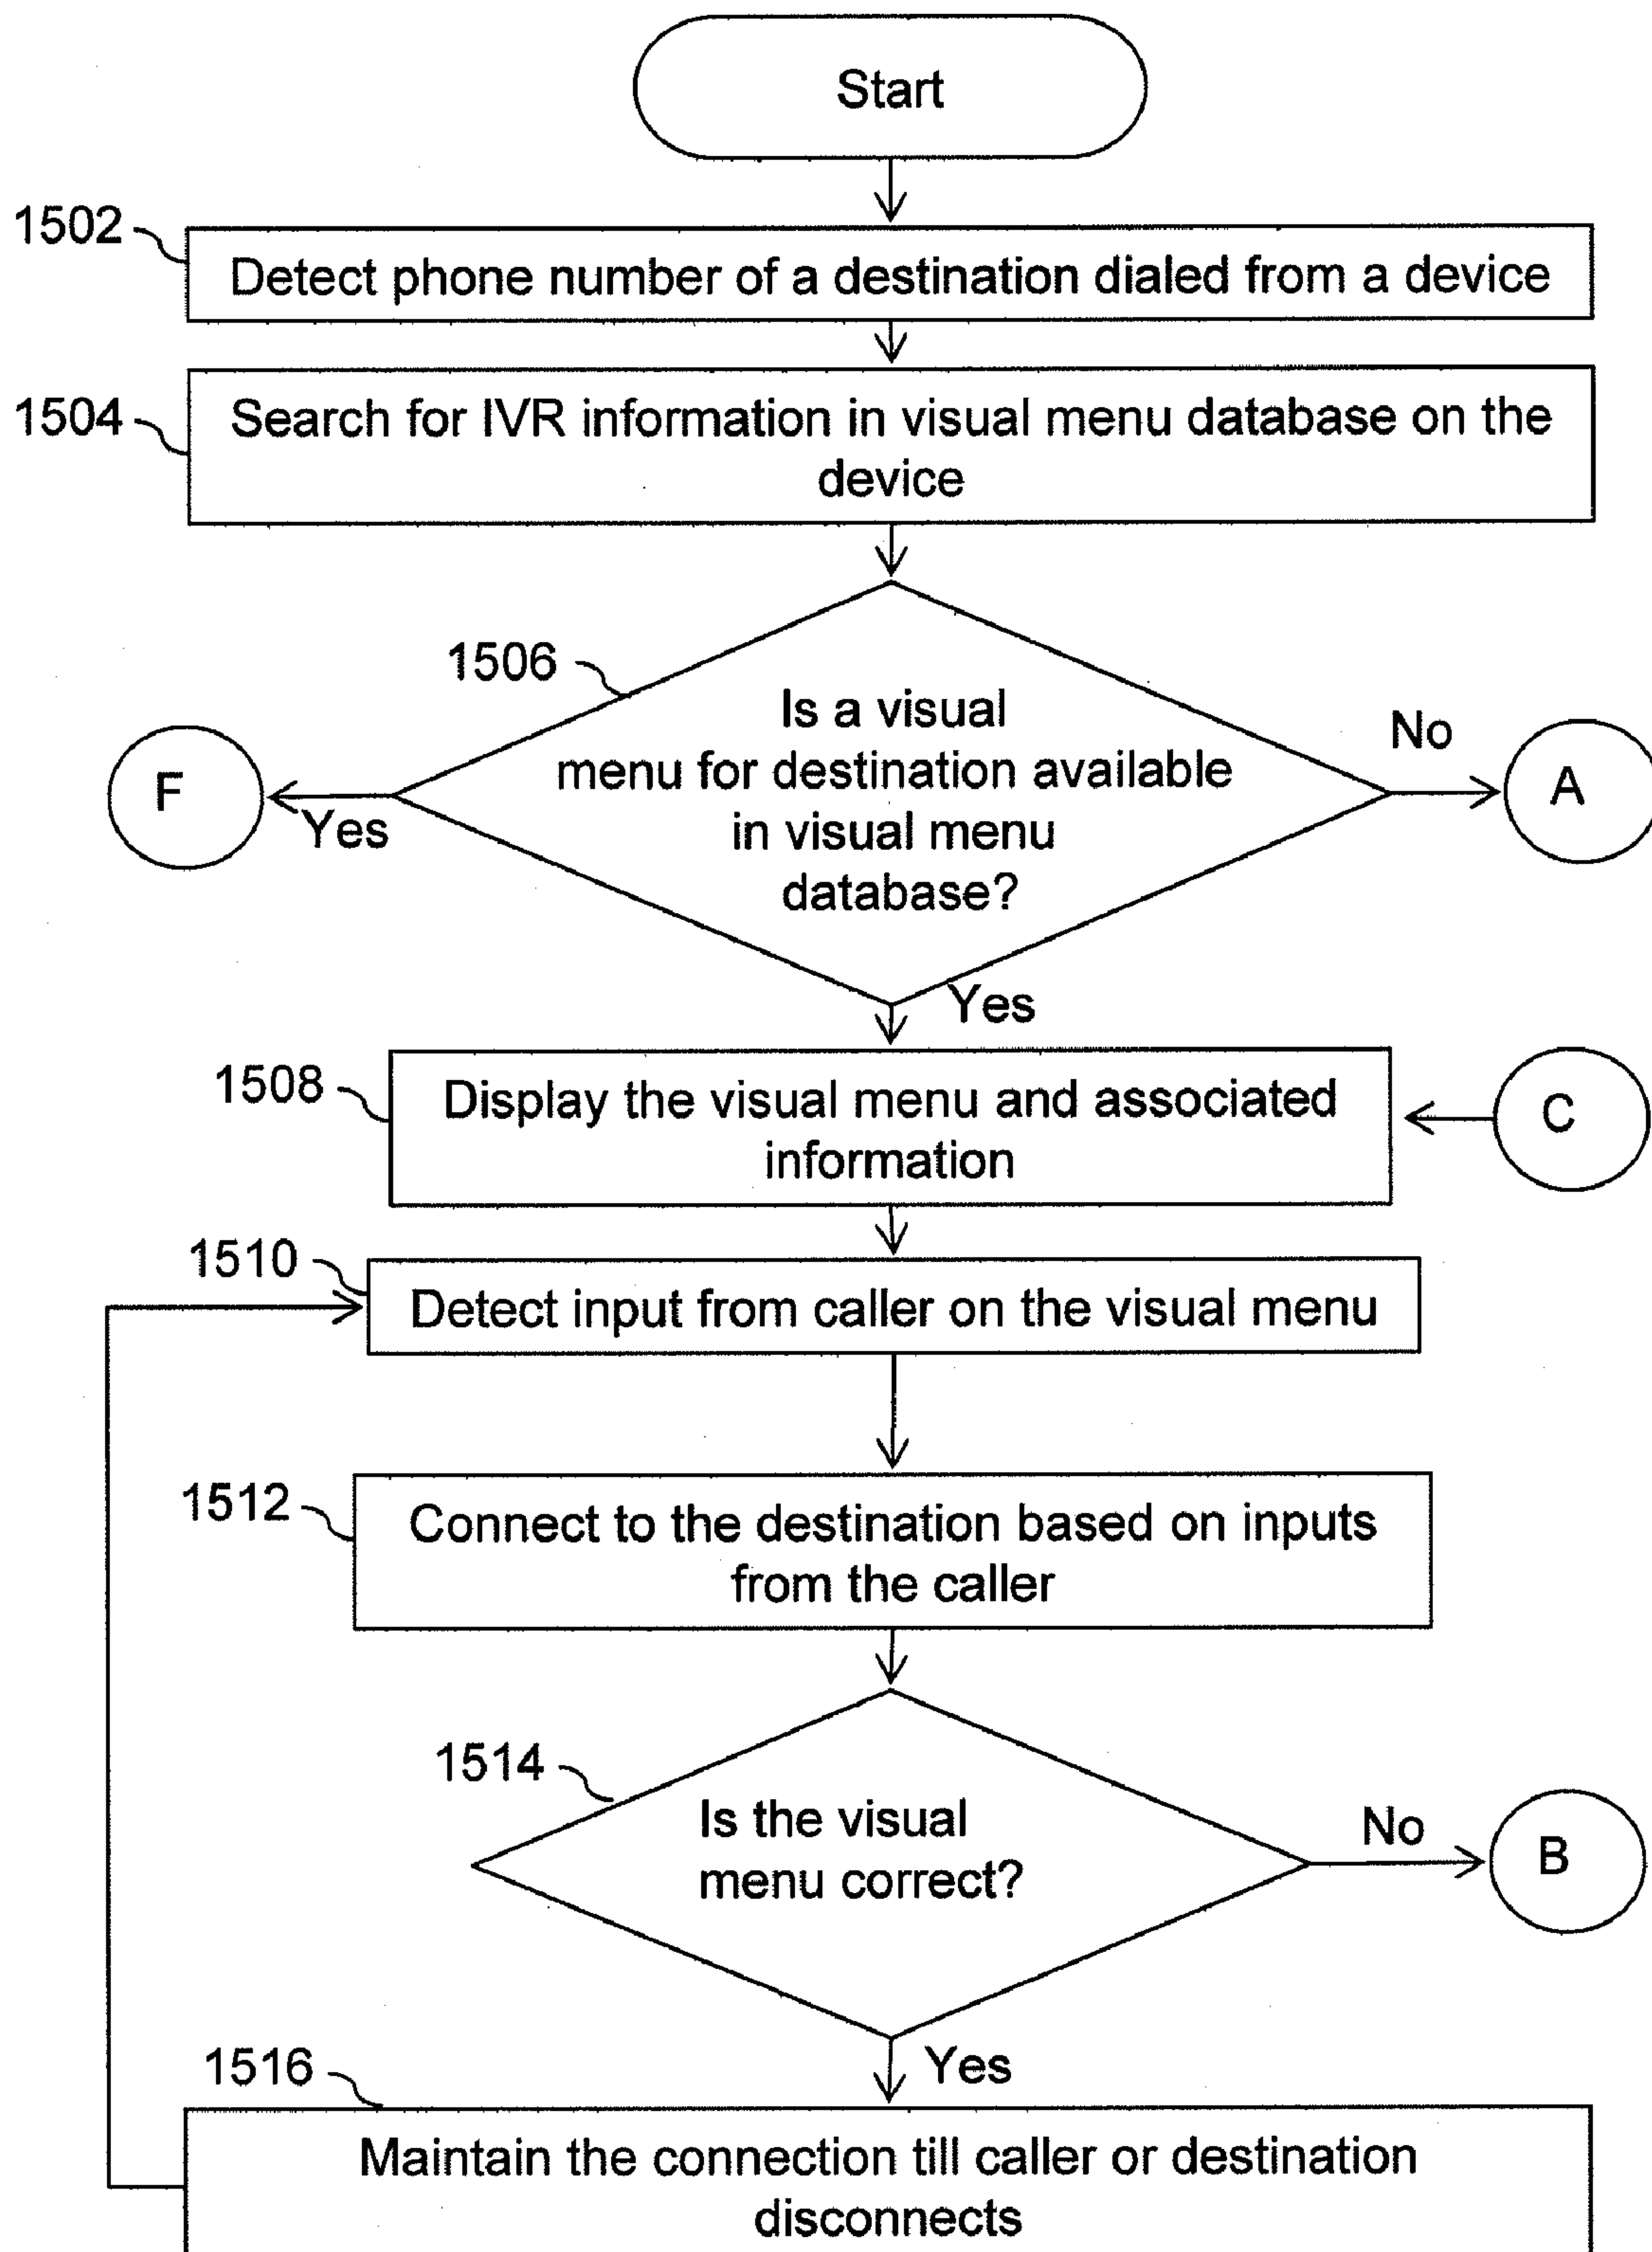 Start
1502
Detect phone number of a destination dialed from a device
1504
Search for IVR information in visual menu database on the
device
1506
Is a visual
menu for destination available
in visual menu
database?
No
A
F
Yes
Yes
1508
Display the visual menu and associated
information
C
1510
Detect input from caller on the visual menu
1512
Connect to the destination based on inputs
from the caller
1514
Is the visual
menu correct?
No
B
Yes
1516
Maintain the connection till caller or destination
disconnects